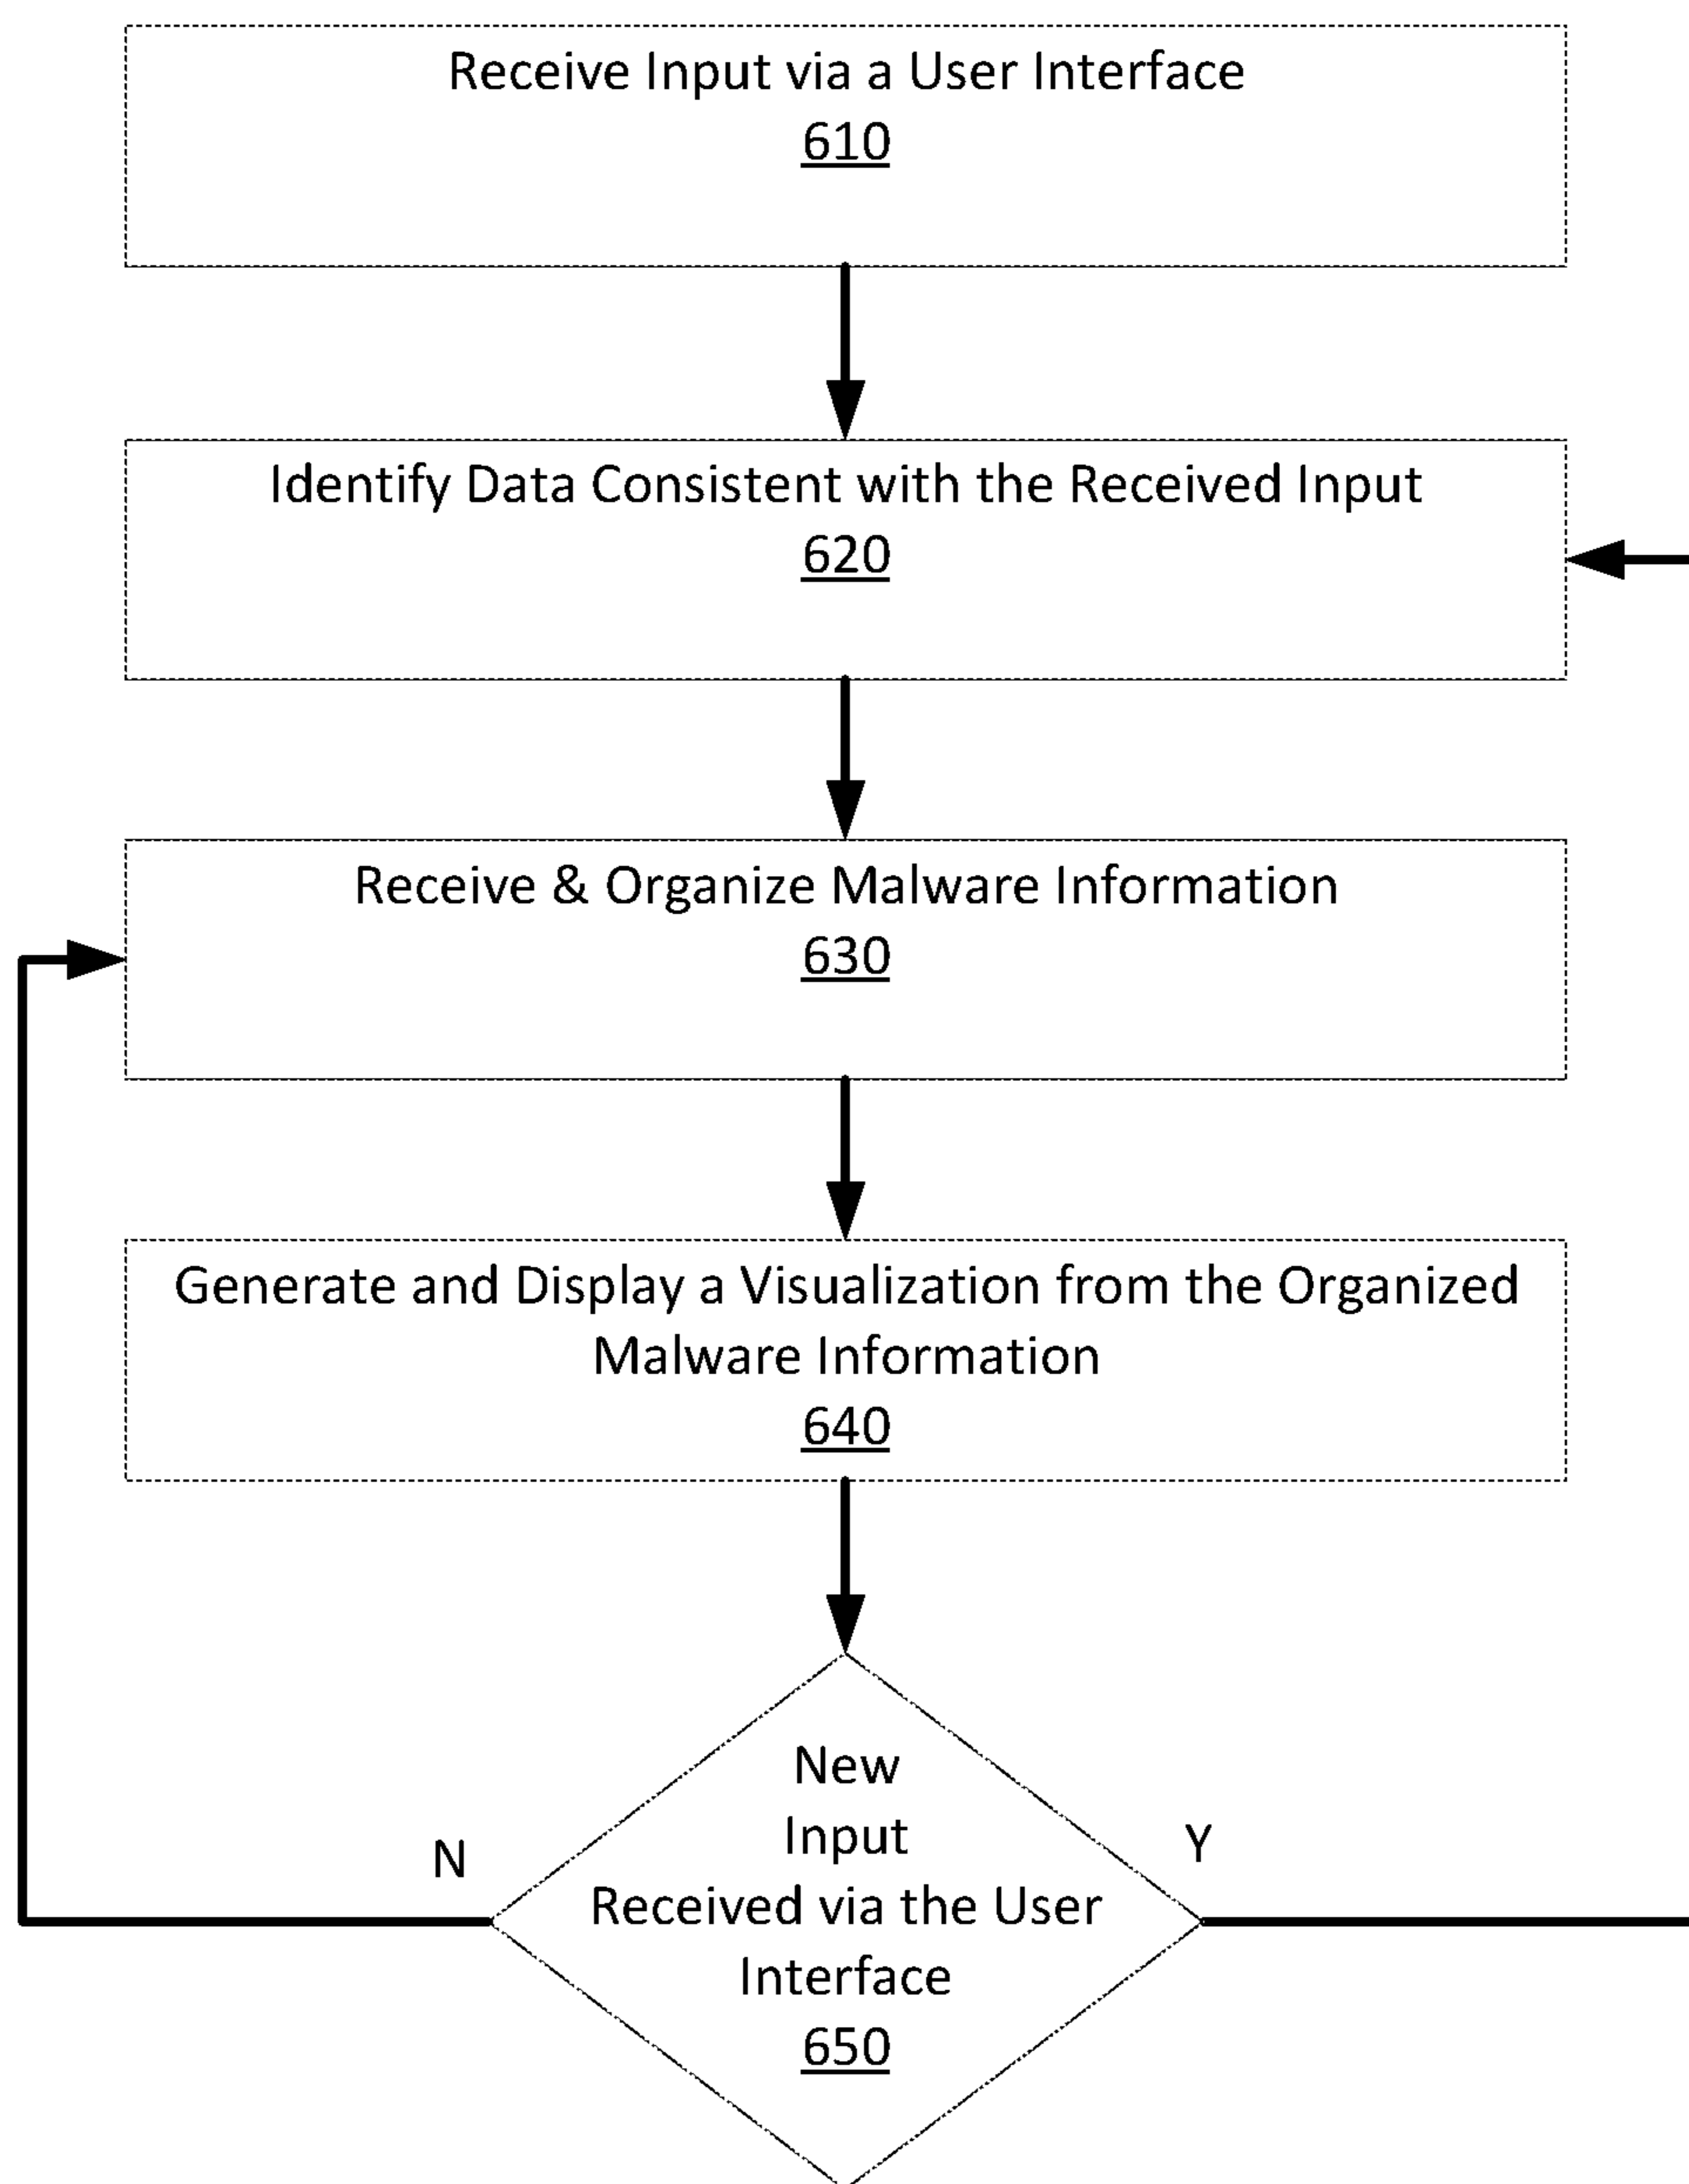 Receive Input via a User Interface
610
Identify Data Consistent with the Received Input
620
Receive & Organize Malware Information
630
Generate and Display a Visualization from the Organized
Malware Information
640
New
Input
Received via the User
Interface
650
N
Y